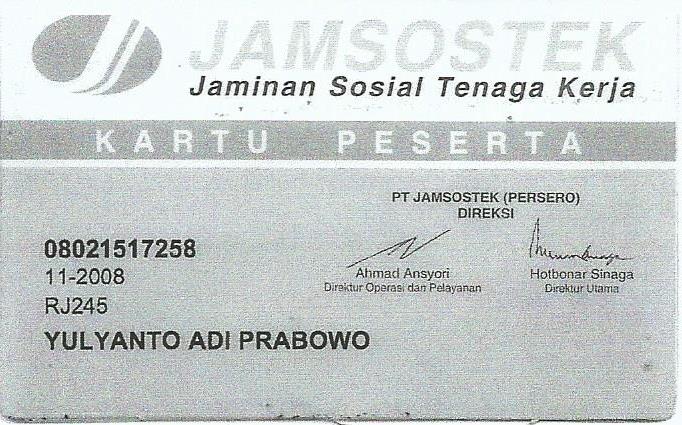 JAMSOSTEK
Jaminan Sosial Tenaga Kerja
KARTU PESERTA
PT JAMSOSTEK (PERSERO)
DIREKSI
08021517258
11-2008
RJ245
YULYANTO ADI PRABOWO
Ahmad Ansyori
Direktur Operasi dan Pelayanan
Hotbonar Sinaga
Direktur Utama